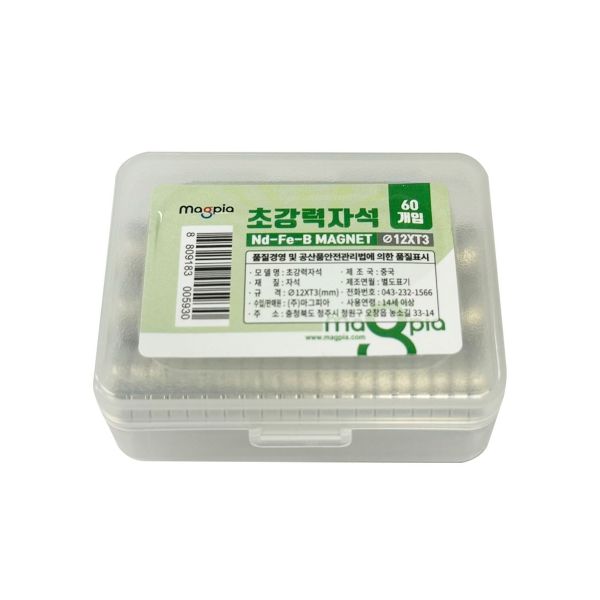 magpia
초강력자석
60
개입
Nd-Fe-B MAGNET
∅12XT3
품질경영 및 공산품안전관리법에 의한 품질표시
· 모 델 명 : 초강력자석 · 제 조 국 : 중국
· 재 질 : 자석 · 제조연월 : 별도표기
· 규 격 : ∅12XT3(mm) · 전화번호 : 043-232-1566
· 수입/판매원 : (주)마그피아 · 사용연령 : 14세 이상
· 주 소 : 충청북도 청주시 청원구 오창읍 농소길 33-14
magpia
www.magpia.com
8 809183 005930